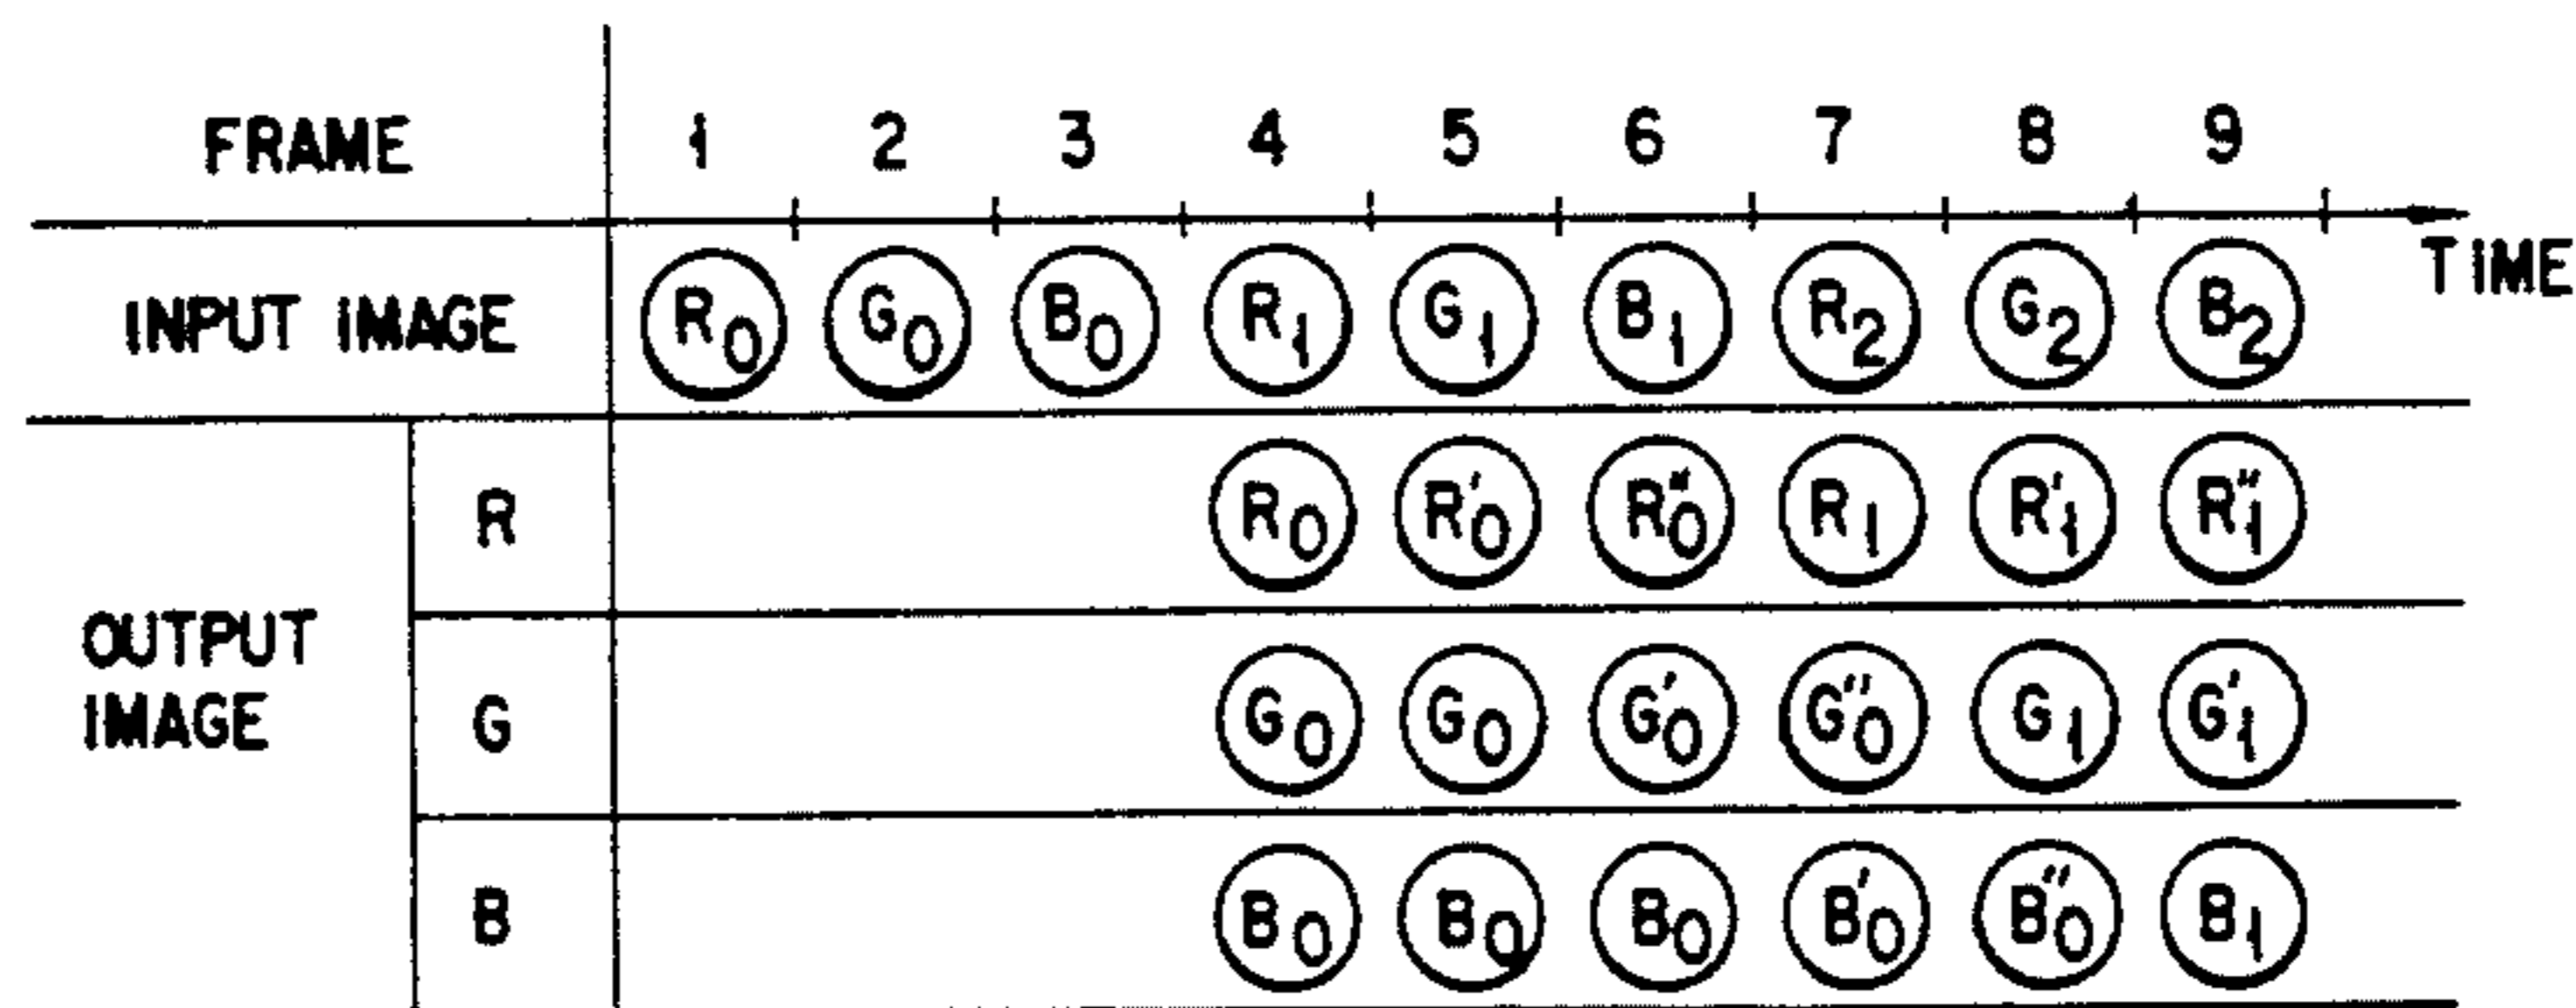 FRAME 1 2 3 4 5 6 7 8 9
TIME
INPUT IMAGE R0 G0 B0 R1 G1 B1 R2 G2 B2
OUTPUT IMAGE
R R0 R'0 R"0 R1 R'1 R"1
G G0 G0 G'0 G"0 G1 G'1
B B0 B0 B0 B'0 B"0 B1